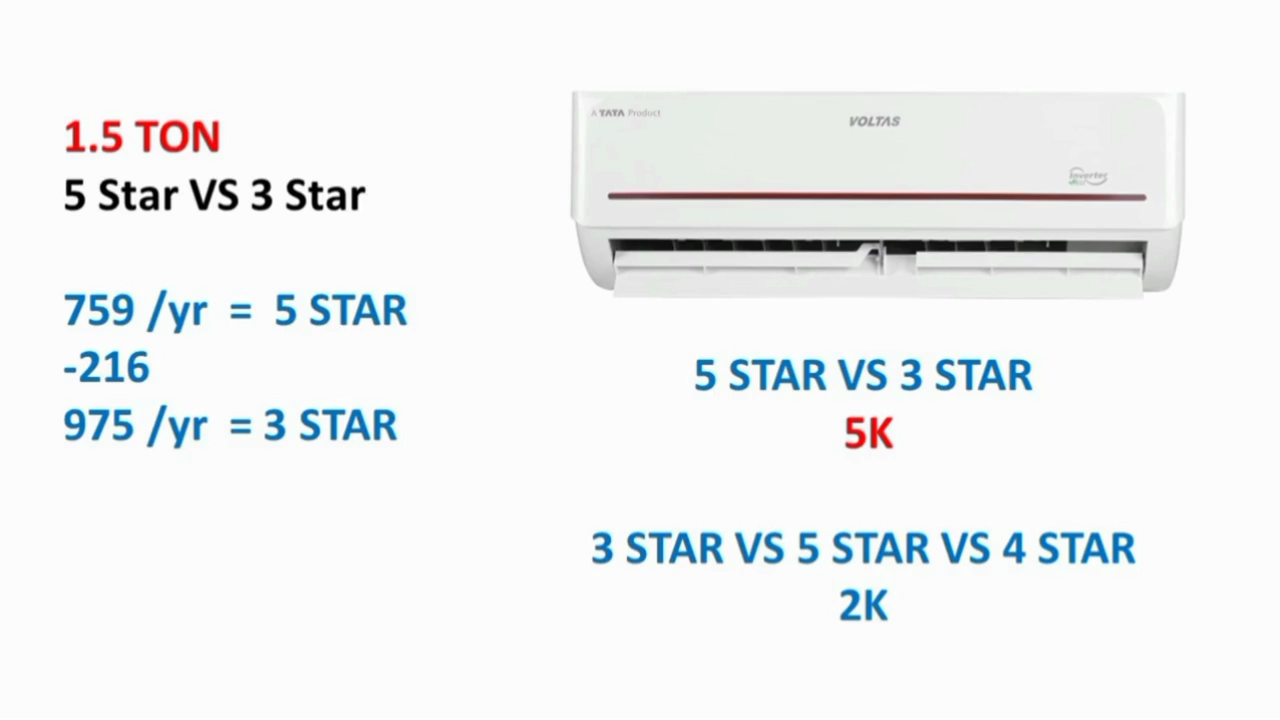 1.5 TON
5 Star VS 3 Star
759 /yr = 5 STAR
-216
975 /yr = 3 STAR
A TATA Product
VOLTAS
Inverter
5 STAR VS 3 STAR
5K
3 STAR VS 5 STAR VS 4 STAR
2K